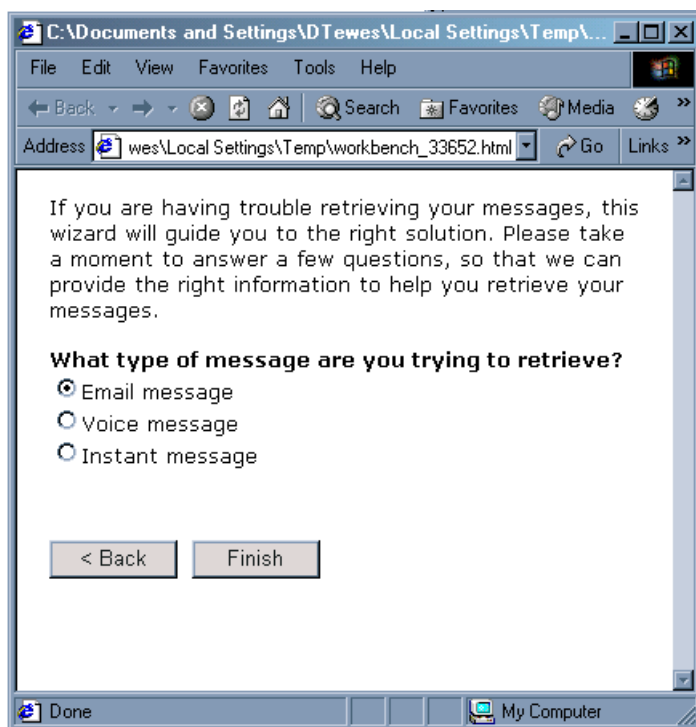 C:\Documents and Settings\DTewes\Local Settings\Temp\...
File Edit View Favorites Tools Help
Back Search Favorites Media »
Address wes\Local Settings\Temp\workbench_33652.html Go Links »
If you are having trouble retrieving your messages, this
wizard will guide you to the right solution. Please take
a moment to answer a few questions, so that we can
provide the right information to help you retrieve your
messages.
What type of message are you trying to retrieve?
Email message
Voice message
Instant message
< Back Finish
Done My Computer